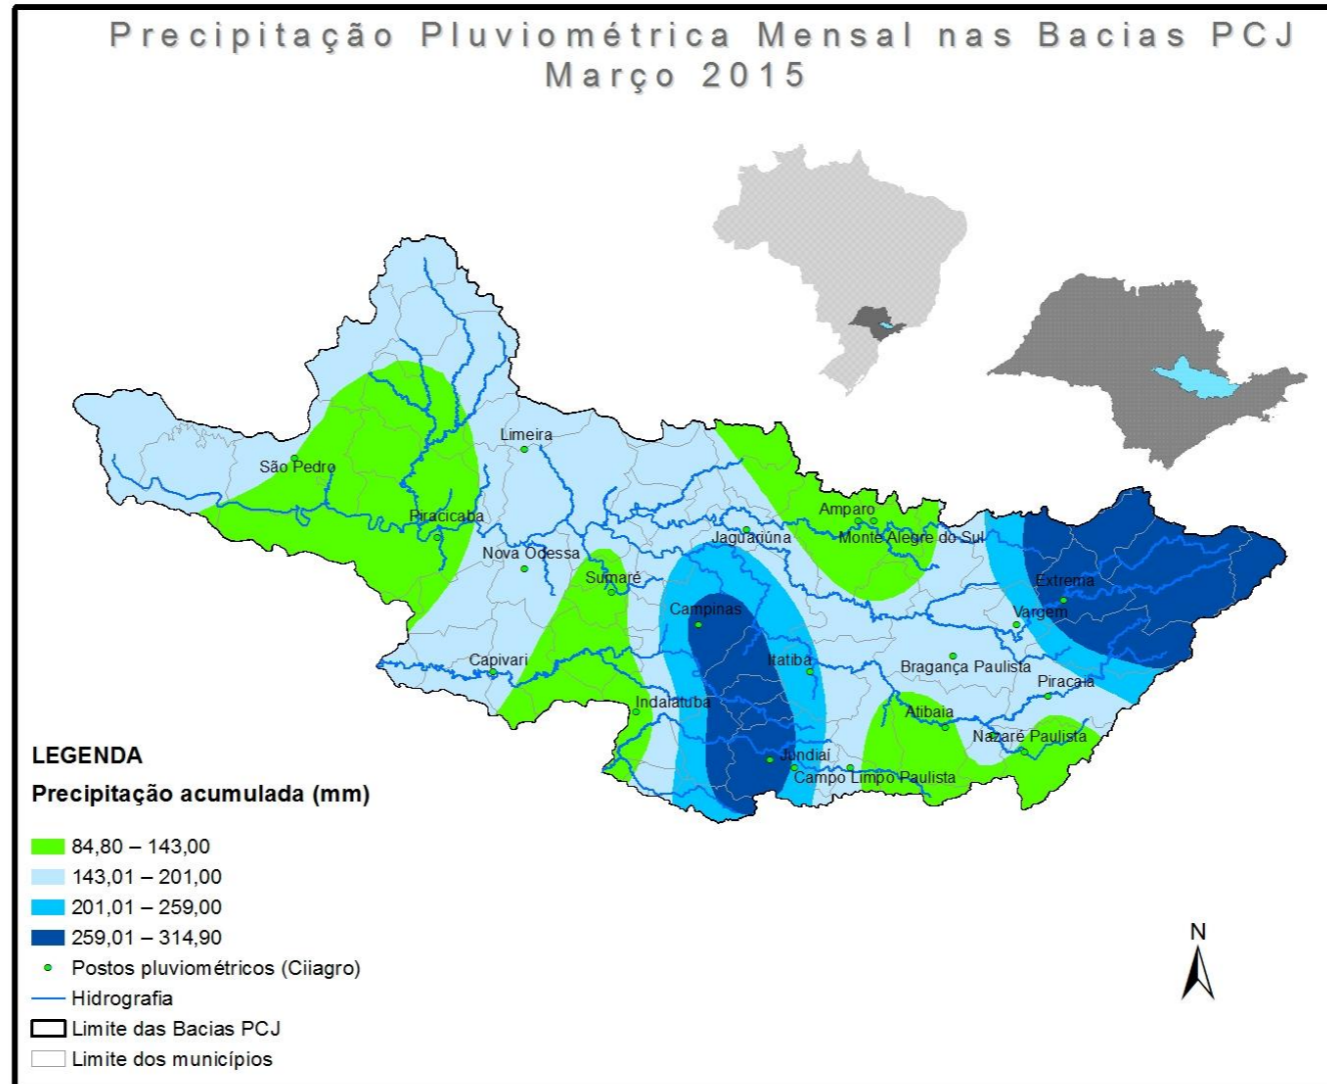 Precipitação Pluviométrica Mensal nas Bacias PCJ
Março 2015
Limeira
São Pedro
Piracicaba
Amparo
Monte Alegre do Sul
Jaguariúna
Nova Odessa
Sumaré
Extrema
Campinas
Vargem
Capivari
Itatiba
Bragança Paulista
Piracaia
Indaiatuba
Atibaia
Nazaré Paulista
Jundiaí
Campo Limpo Paulista
LEGENDA
Precipitação acumulada (mm)
84,80 – 143,00
143,01 – 201,00
201,01 – 259,00
259,01 – 314,90
Postos pluviométricos (Ciiagro)
Hidrografia
Limite das Bacias PCJ
Limite dos municípios
N